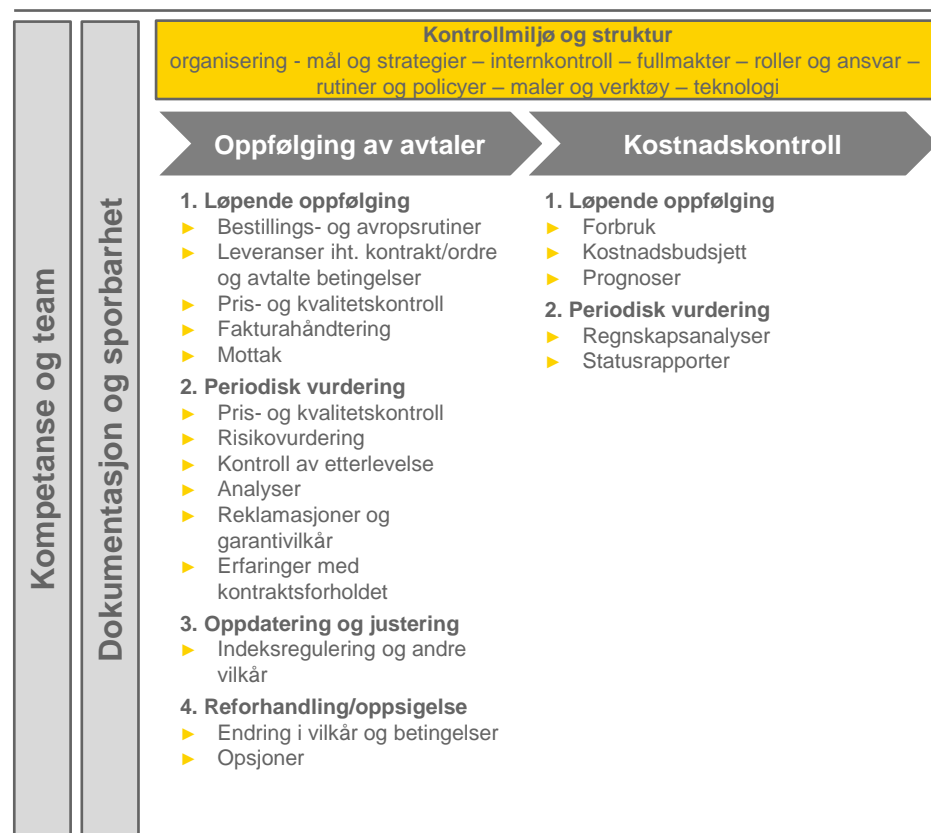 Kontrollmiljø og struktur
organisering - mål og strategier – internkontroll – fullmakter – roller og ansvar –
rutiner og policyer – maler og verktøy – teknologi
Kompetanse og team
Dokumentasjon og sporbarhet
Oppfølging av avtaler
1. Løpende oppfølging
► Bestillings- og avropsrutiner
► Leveranser iht. kontrakt/ordre
og avtalte betingelser
► Pris- og kvalitetskontroll
► Fakturahåndtering
► Mottak
2. Periodisk vurdering
► Pris- og kvalitetskontroll
► Risikovurdering
► Kontroll av etterlevelse
► Analyser
► Reklamasjoner og
garantivilkår
► Erfaringer med
kontraktsforholdet
3. Oppdatering og justering
► Indeksregulering og andre
vilkår
4. Reforhandling/oppsigelse
► Endring i vilkår og betingelser
► Opsjoner
Kostnadskontroll
1. Løpende oppfølging
► Forbruk
► Kostnadsbudsjett
► Prognoser
2. Periodisk vurdering
► Regnskapsanalyser
► Statusrapporter